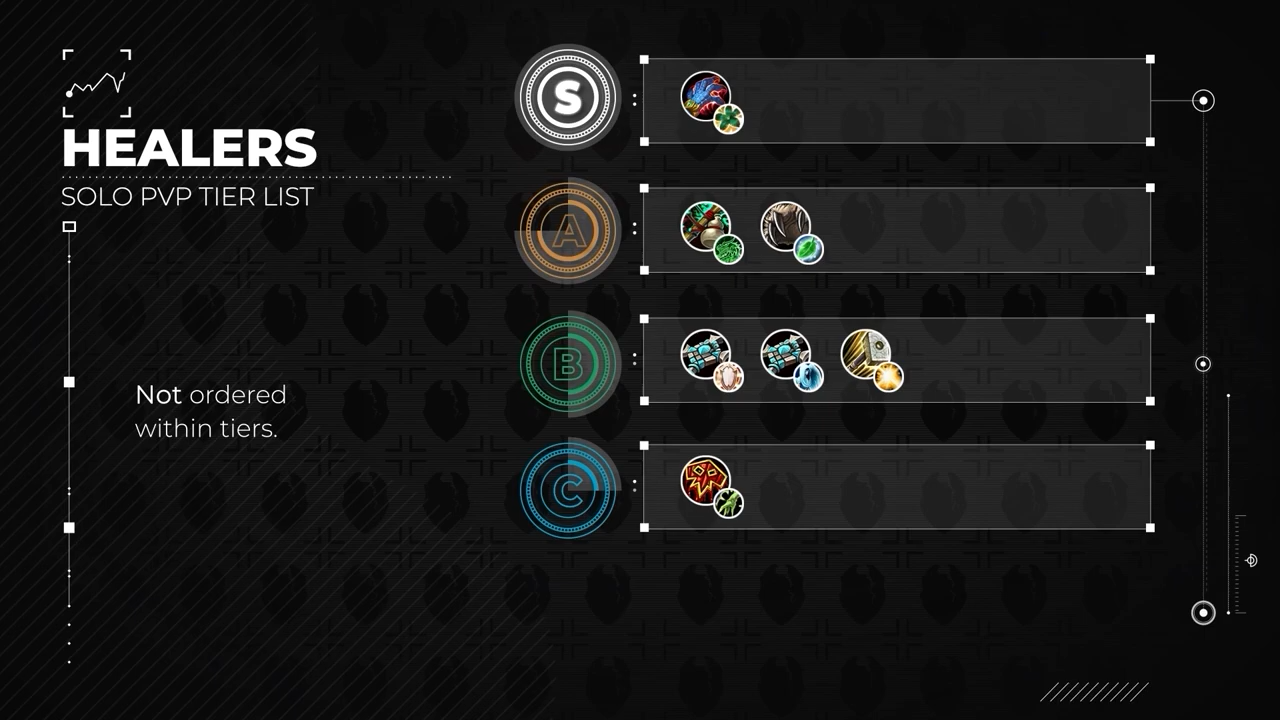 HEALERS
SOLO PVP TIER LIST
Not ordered
within tiers.
S
A
B
C